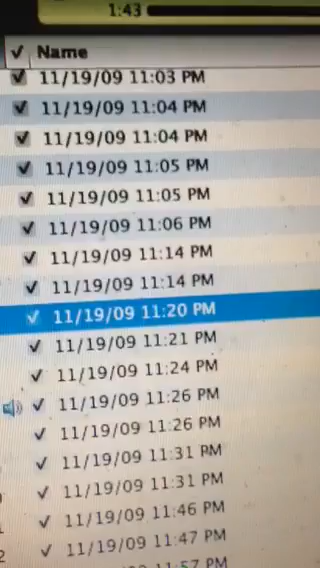 1:43
✓ Name
✓ 11/19/09 11:03 PM
✓ 11/19/09 11:04 PM
✓ 11/19/09 11:04 PM
✓ 11/19/09 11:05 PM
✓ 11/19/09 11:05 PM
✓ 11/19/09 11:06 PM
✓ 11/19/09 11:14 PM
✓ 11/19/09 11:14 PM
✓ 11/19/09 11:20 PM
✓ 11/19/09 11:21 PM
✓ 11/19/09 11:24 PM
✓ 11/19/09 11:26 PM
✓ 11/19/09 11:26 PM
✓ 11/19/09 11:31 PM
✓ 11/19/09 11:31 PM
✓ 11/19/09 11:46 PM
2 ✓ 11/19/09 11:47 PM
11:57 PM